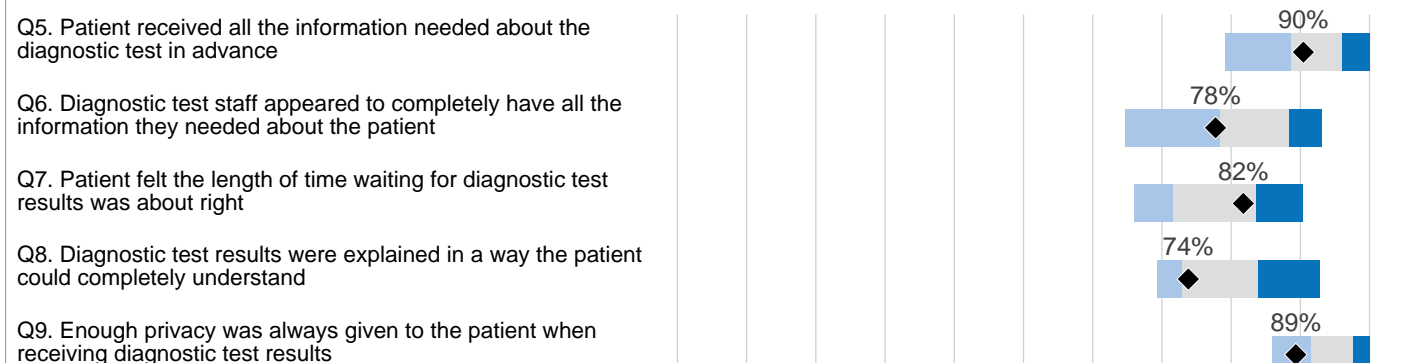 Q5. Patient received all the information needed about the
diagnostic test in advance
90%
Q6. Diagnostic test staff appeared to completely have all the
information they needed about the patient
78%
Q7. Patient felt the length of time waiting for diagnostic test
results was about right
82%
Q8. Diagnostic test results were explained in a way the patient
could completely understand
74%
Q9. Enough privacy was always given to the patient when
receiving diagnostic test results
89%